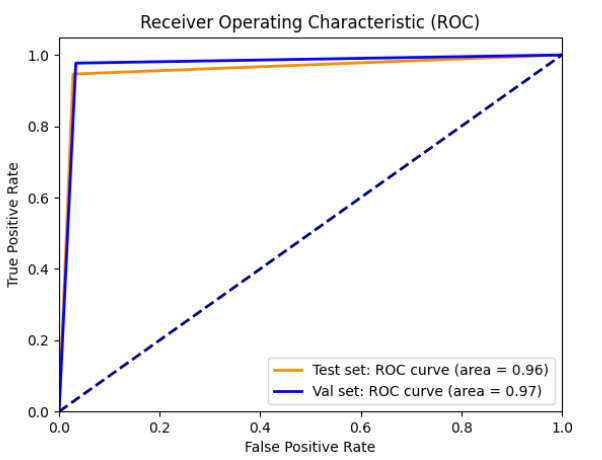 Receiver Operating Characteristic (ROC)
1.0
0.8
0.6
0.4
0.2
0.0
True Positive Rate
Test set: ROC curve (area = 0.96)
Val set: ROC curve (area = 0.97)
0.0 0.2 0.4 0.6 0.8 1.0
False Positive Rate